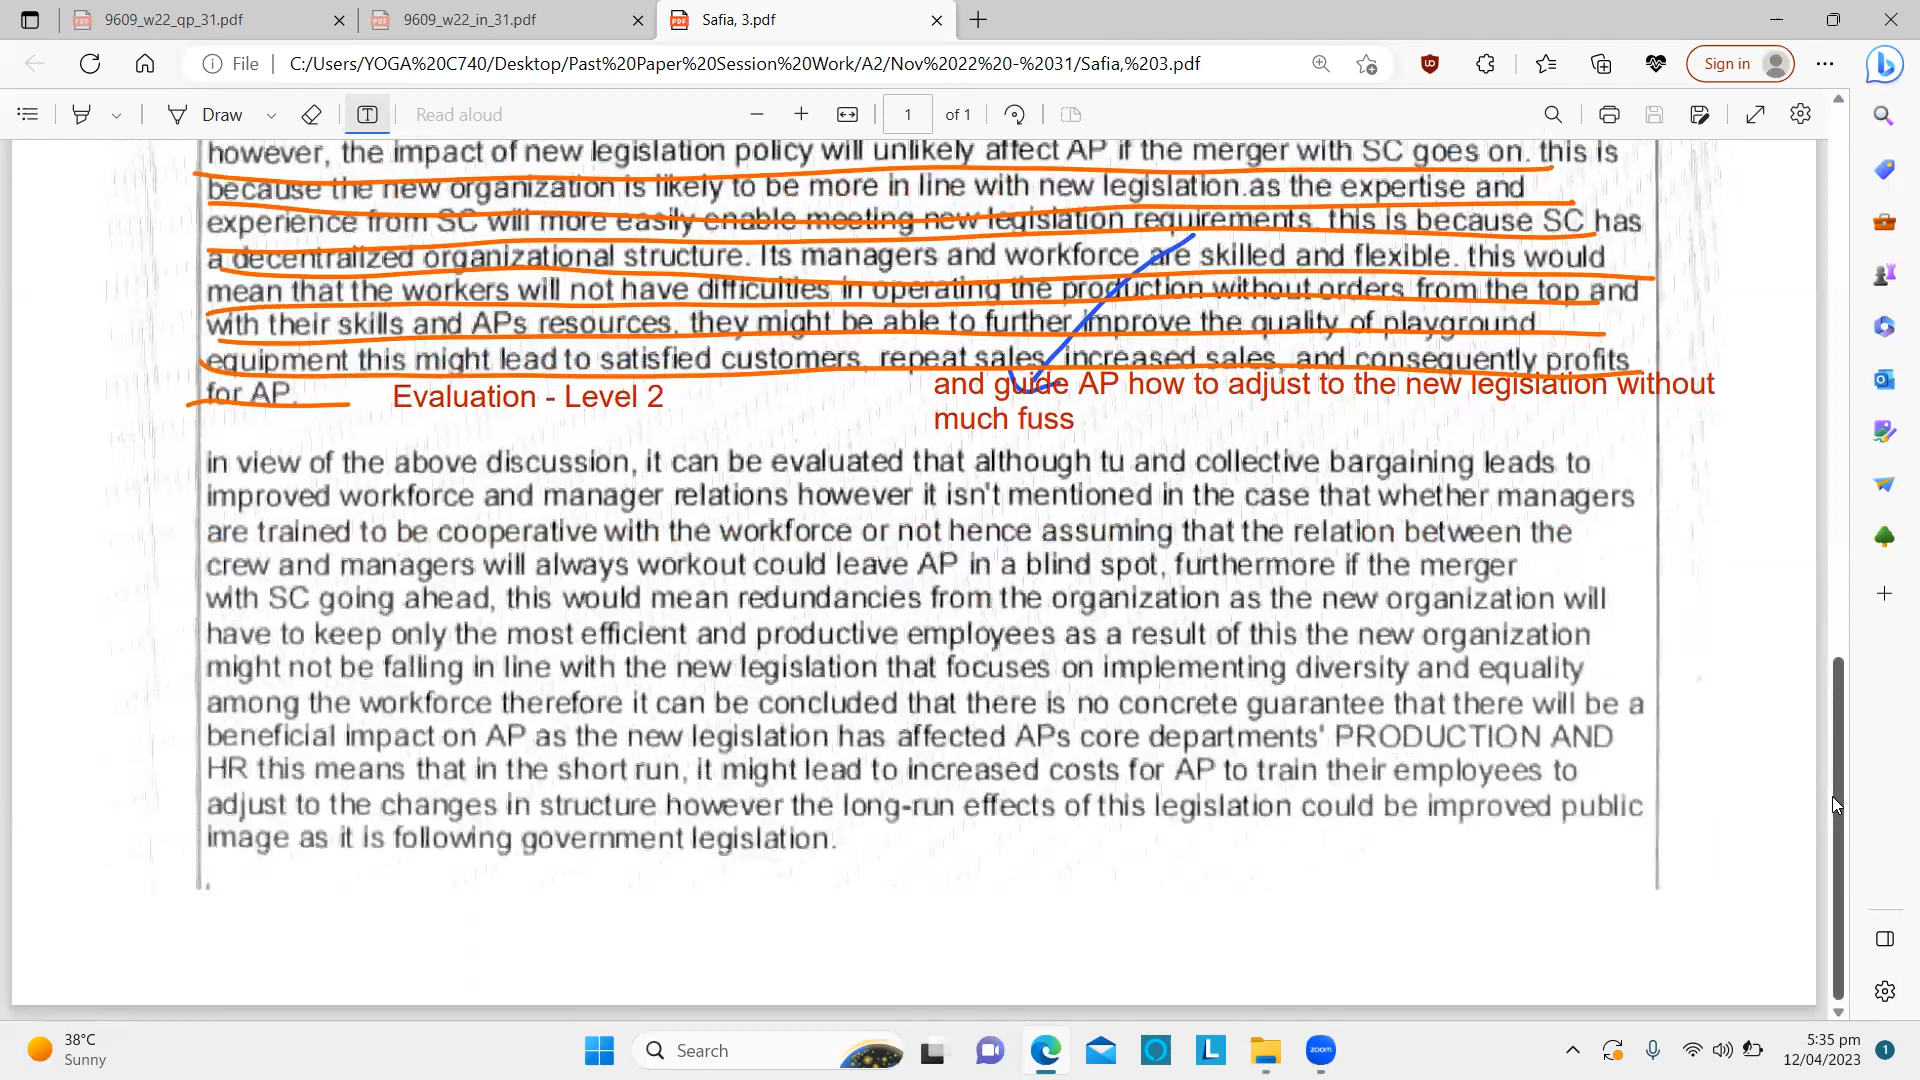 9609_w22_qp_31.pdf
9609_w22_in_31.pdf
Safia, 3.pdf
File
C:/Users/YOGA%20C740/Desktop/Past%20Paper%20Session%20Work/A2/Nov%2022%20-%2031/Safia,%203.pdf
Sign in
Draw
Read aloud
1
of 1
however, the impact of new legislation policy will unlikely affect AP if the merger with SC goes on. this is
because the new organization is likely to be more in line with new legislation.as the expertise and
experience from SC will more easily enable meeting new legislation requirements. this is because SC has
a decentralized organizational structure. Its managers and workforce are skilled and flexible. this would
mean that the workers will not have difficulties in operating the production without orders from the top and
with their skills and APs resources, they might be able to further improve the quality of playground
equipment this might lead to satisfied customers, repeat sales, increased sales, and consequently profits
for AP.
Evaluation - Level 2
and guide AP how to adjust to the new legislation without
much fuss
in view of the above discussion, it can be evaluated that although tu and collective bargaining leads to
improved workforce and manager relations however it isn't mentioned in the case that whether managers
are trained to be cooperative with the workforce or not hence assuming that the relation between the
crew and managers will always workout could leave AP in a blind spot, furthermore if the merger
with SC going ahead, this would mean redundancies from the organization as the new organization will
have to keep only the most efficient and productive employees as a result of this the new organization
might not be falling in line with the new legislation that focuses on implementing diversity and equality
among the workforce therefore it can be concluded that there is no concrete guarantee that there will be a
beneficial impact on AP as the new legislation has affected APs core departments' PRODUCTION AND
HR this means that in the short run, it might lead to increased costs for AP to train their employees to
adjust to the changes in structure however the long-run effects of this legislation could be improved public
image as it is following government legislation.
38°C
Sunny
Search
zoom
5:35 pm
12/04/2023
1